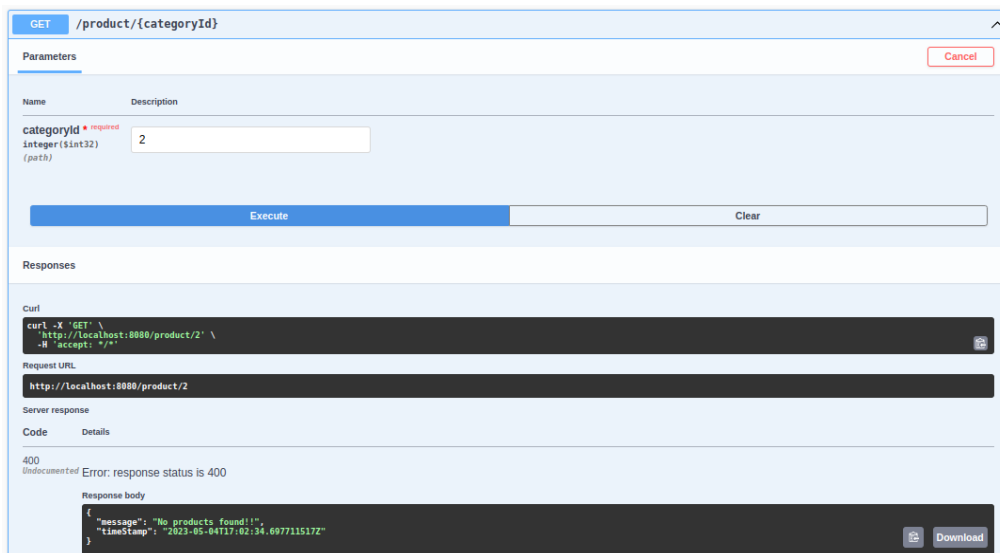 GET /product/{categoryId}
Parameters Cancel
Name Description
categoryId * required 2
integer($int32)
(path)
Execute Clear
Responses
Curl
curl -X 'GET' \
'http://localhost:8080/product/2' \
-H 'accept: */*'
Request URL
http://localhost:8080/product/2
Server response
Code Details
400
Undocumented Error: response status is 400
Response body
{
"message": "No products found!!",
"timeStamp": "2023-05-04T17:02:34.697711517Z"
}
Download